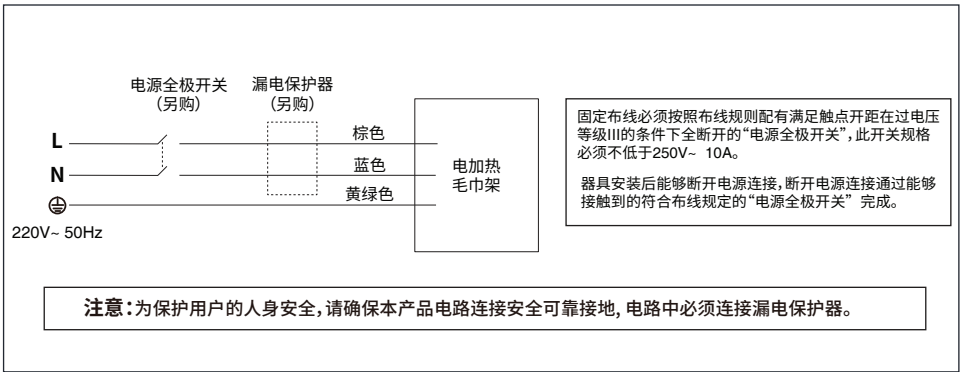 电源全极开关
（另购）
漏电保护器
（另购）
L
N
220V~ 50Hz
棕色
蓝色
黄绿色
电加热
毛巾架
固定布线必须按照布线规则配有满足触点开距在过电压
等级III的条件下全断开的“电源全极开关”，此开关规格
必须不低于250V~ 10A。
器具安装后能够断开电源连接，断开电源连接通过能够
接触到的符合布线规定的“电源全极开关” 完成。
注意：为保护用户的人身安全，请确保本产品电路连接安全可靠接地, 电路中必须连接漏电保护器。